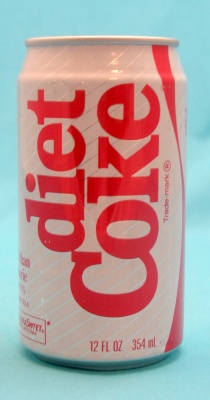 diet
Coke
Trade-mark ®
12 FL OZ 354 mL